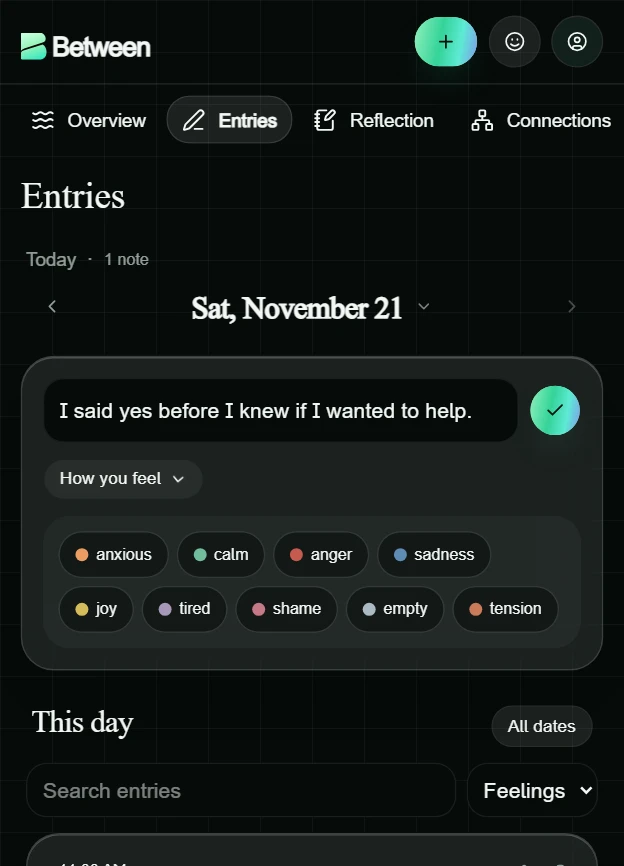 Between
Overview
Entries
Reflection
Connections
Entries
Today · 1 note
Sat, November 21
I said yes before I knew if I wanted to help.
How you feel
anxious
calm
anger
sadness
joy
tired
shame
empty
tension
This day
All dates
Search entries
Feelings